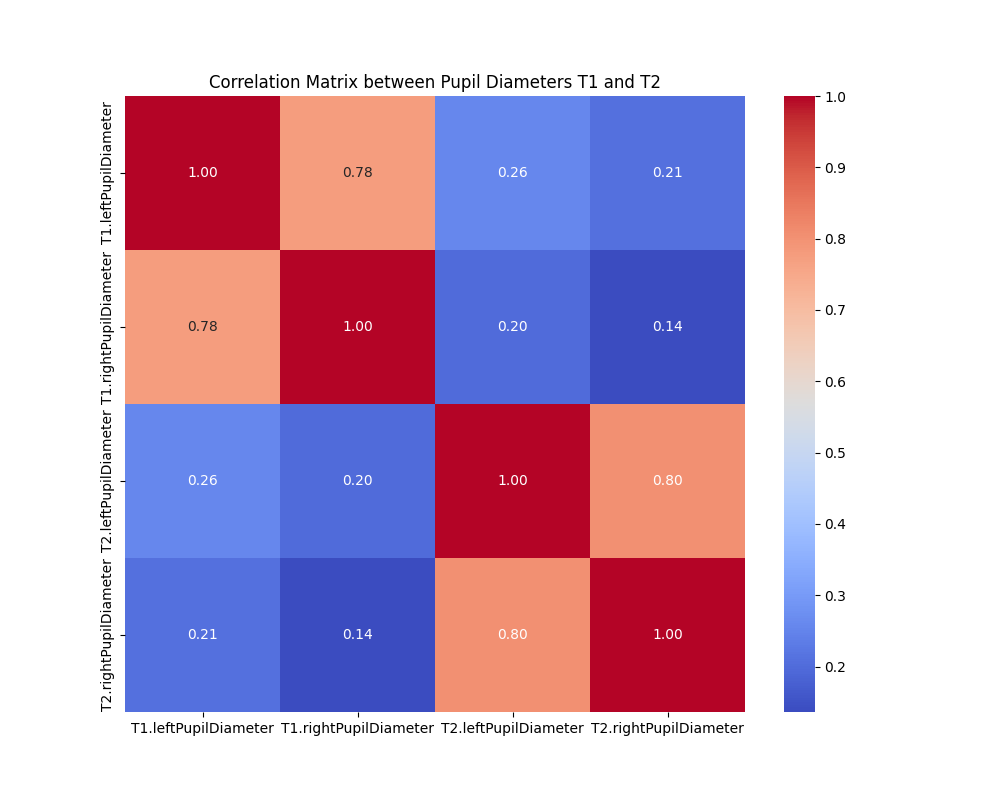 Correlation Matrix between Pupil Diameters T1 and T2
T1.leftPupilDiameter
1.00
0.78
0.26
0.21
T1.rightPupilDiameter
0.78
1.00
0.20
0.14
T2.leftPupilDiameter
0.26
0.20
1.00
0.80
T2.rightPupilDiameter
0.21
0.14
0.80
1.00
T1.leftPupilDiameter
T1.rightPupilDiameter
T2.leftPupilDiameter
T2.rightPupilDiameter
1.0
0.9
0.8
0.7
0.6
0.5
0.4
0.3
0.2